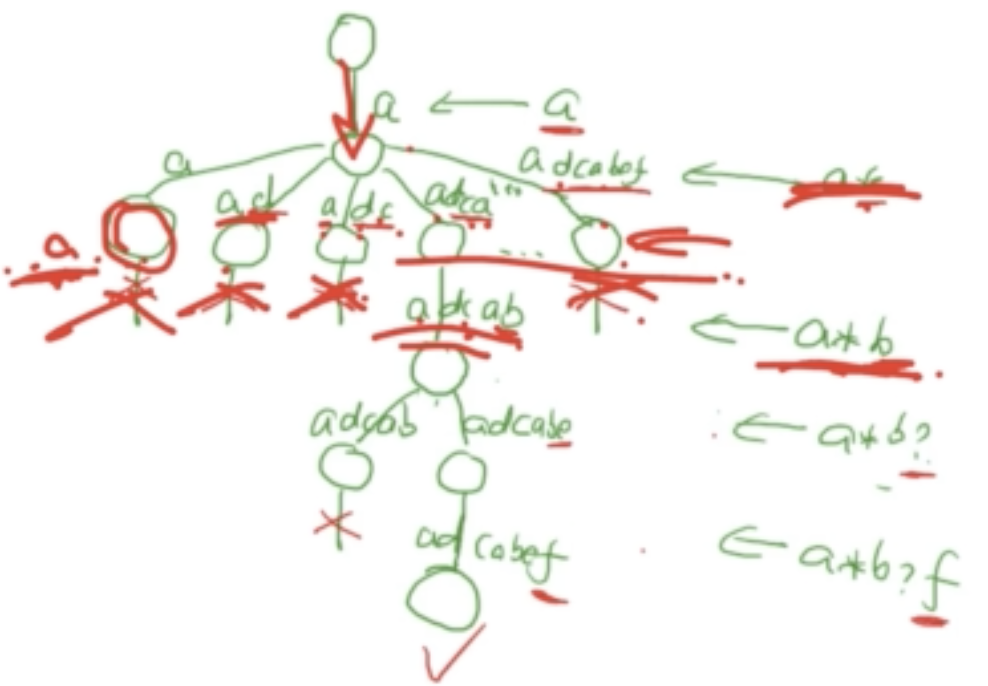 a ← a
a ad adc adca ... adcabef ←
a ...
adcab ← a*b
adcab adcabe ← a*b?
adcabef ← a*b?f